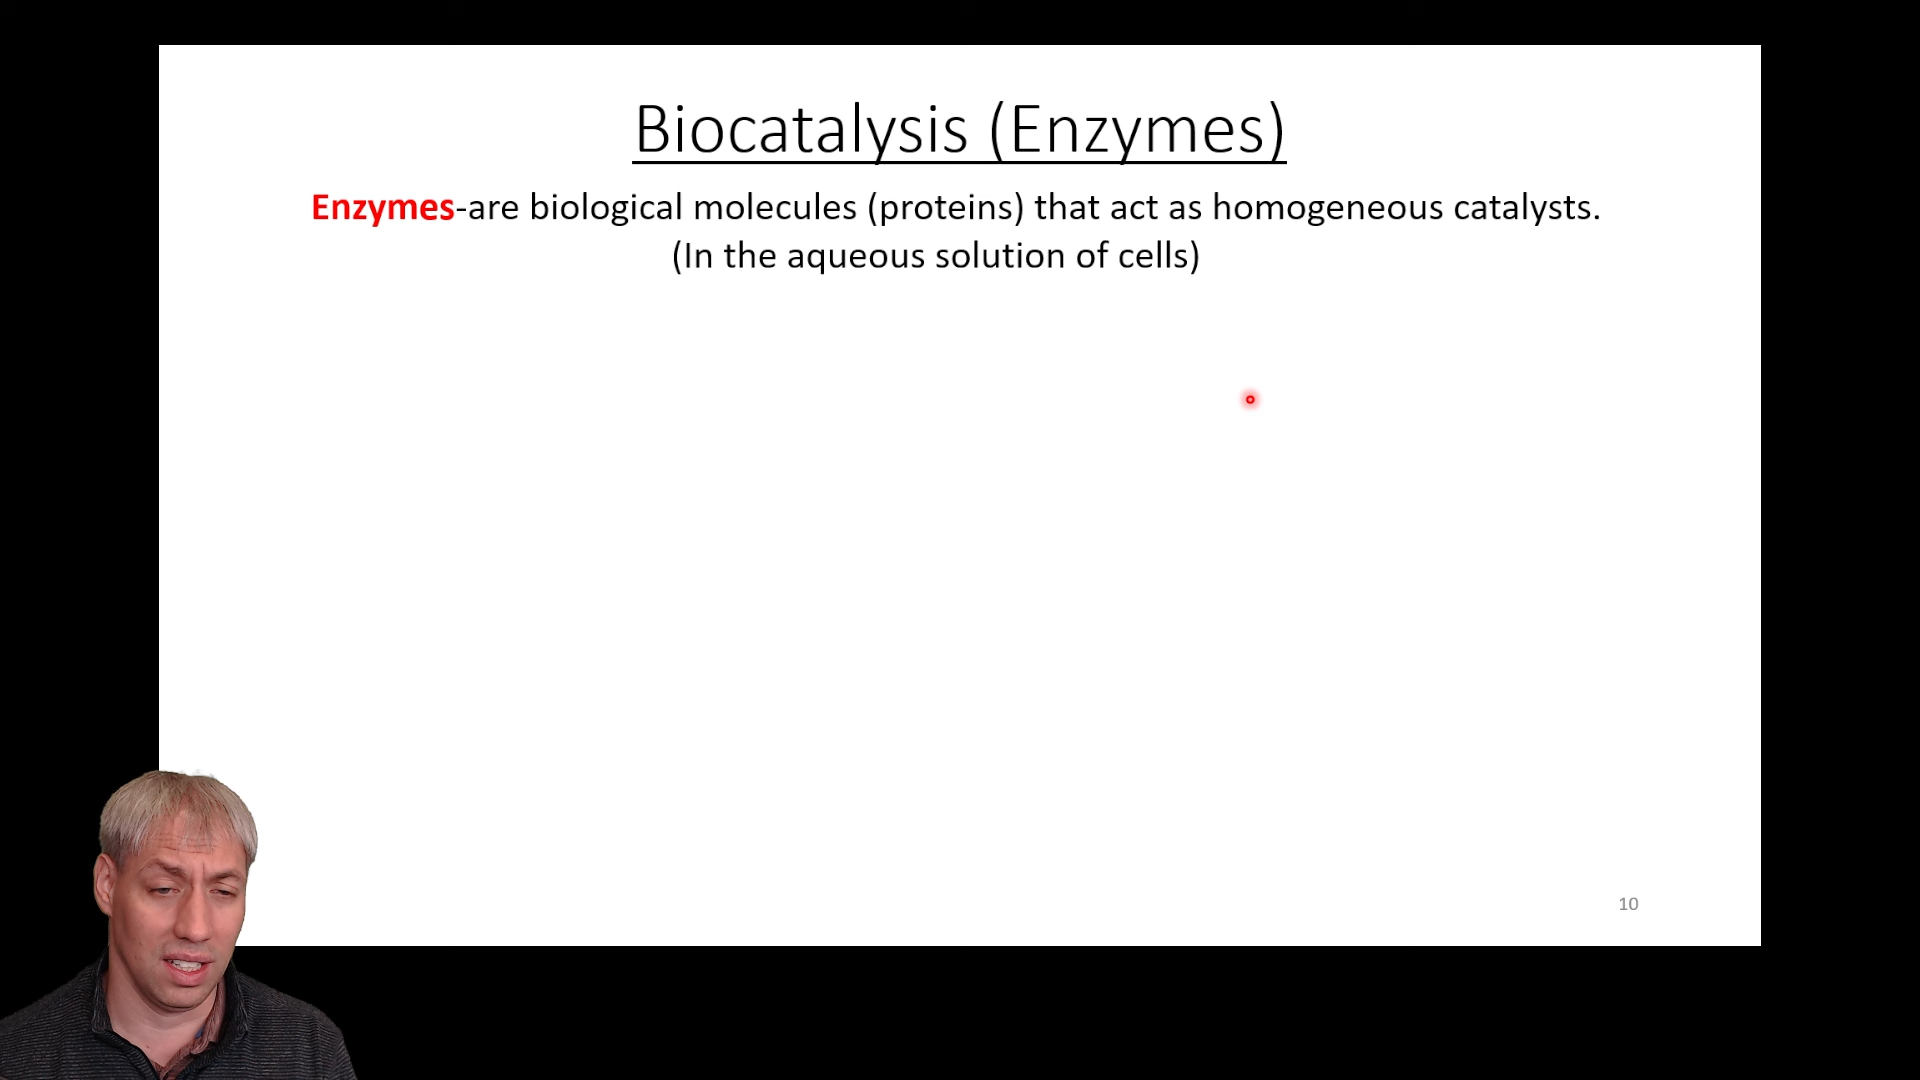 Biocatalysis (Enzymes)
Enzymes-are biological molecules (proteins) that act as homogeneous catalysts.
(In the aqueous solution of cells)
10